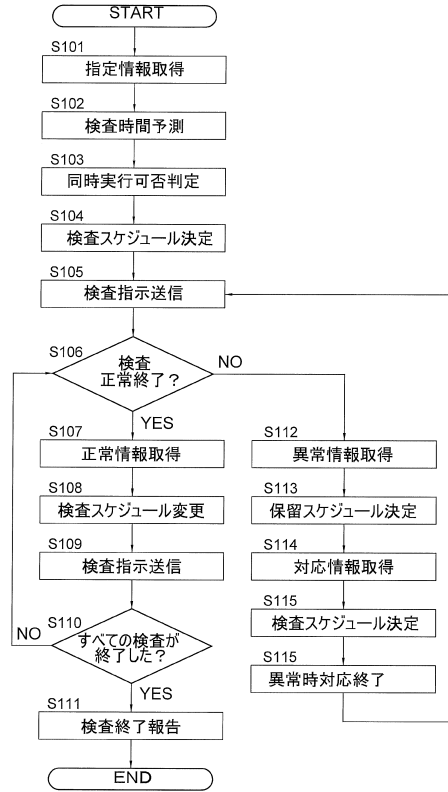 START
S101
指定情報取得
S102
検査時間予測
S103
同時実行可否判定
S104
検査スケジュール決定
S105
検査指示送信
S106
検査
正常終了？
NO
YES
S107
正常情報取得
S108
検査スケジュール変更
S109
検査指示送信
S110
すべての検査が
終了した？
NO
YES
S111
検査終了報告
END
S112
異常情報取得
S113
保留スケジュール決定
S114
対応情報取得
S115
検査スケジュール決定
S115
異常時対応終了